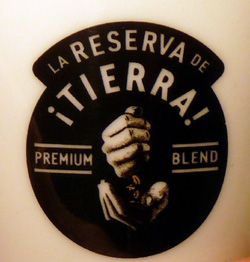 LA RESERVA DE
¡TIERRA!
PREMIUM BLEND